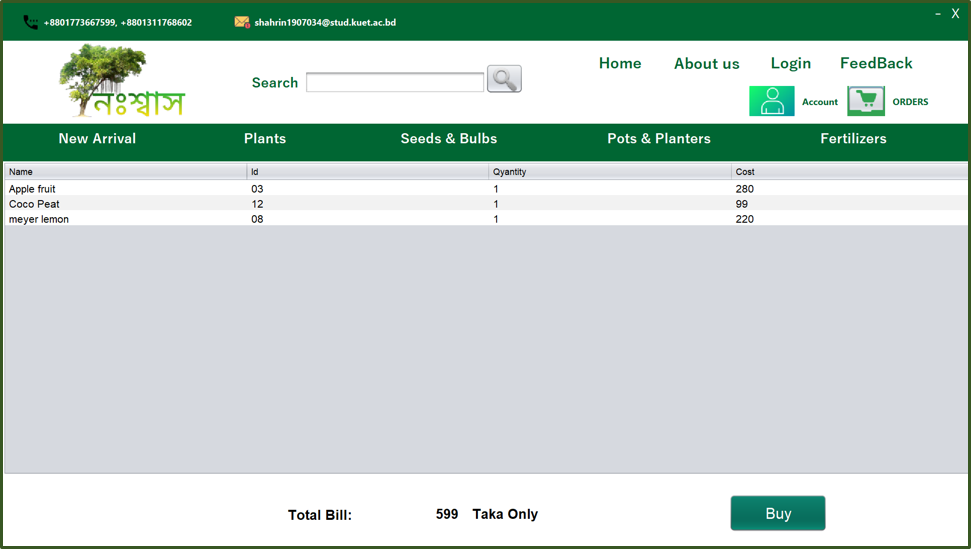 +8801773667599, +8801311768602
shahrin1907034@stud.kuet.ac.bd
– X
নঃশ্বাস
Search
Home About us Login FeedBack
Account ORDERS
New Arrival Plants Seeds & Bulbs Pots & Planters Fertilizers
Name Id Qyantity Cost
Apple fruit 03 1 280
Coco Peat 12 1 99
meyer lemon 08 1 220
Total Bill: 599 Taka Only
Buy